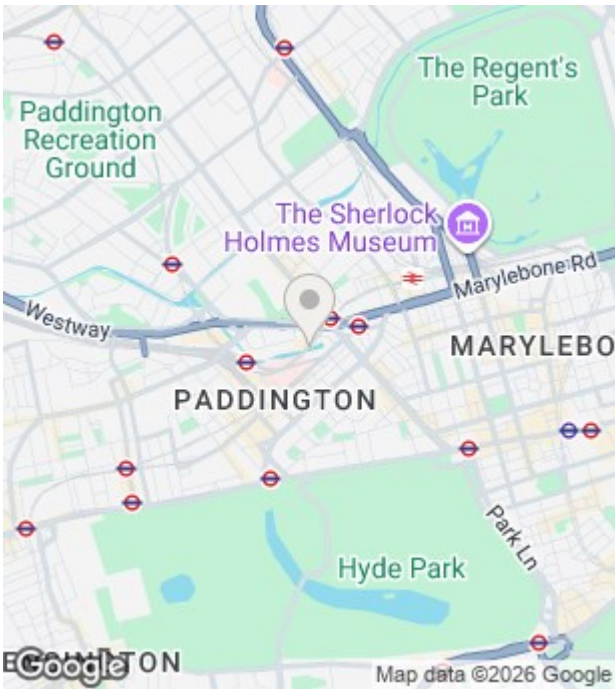 The Regent's
Park
Paddington
Recreation
Ground
The Sherlock
Holmes Museum
Marylebone Rd
Westway
MARYLEBO
PADDINGTON
Park Ln
Hyde Park
Google
Map data ©2026 Google